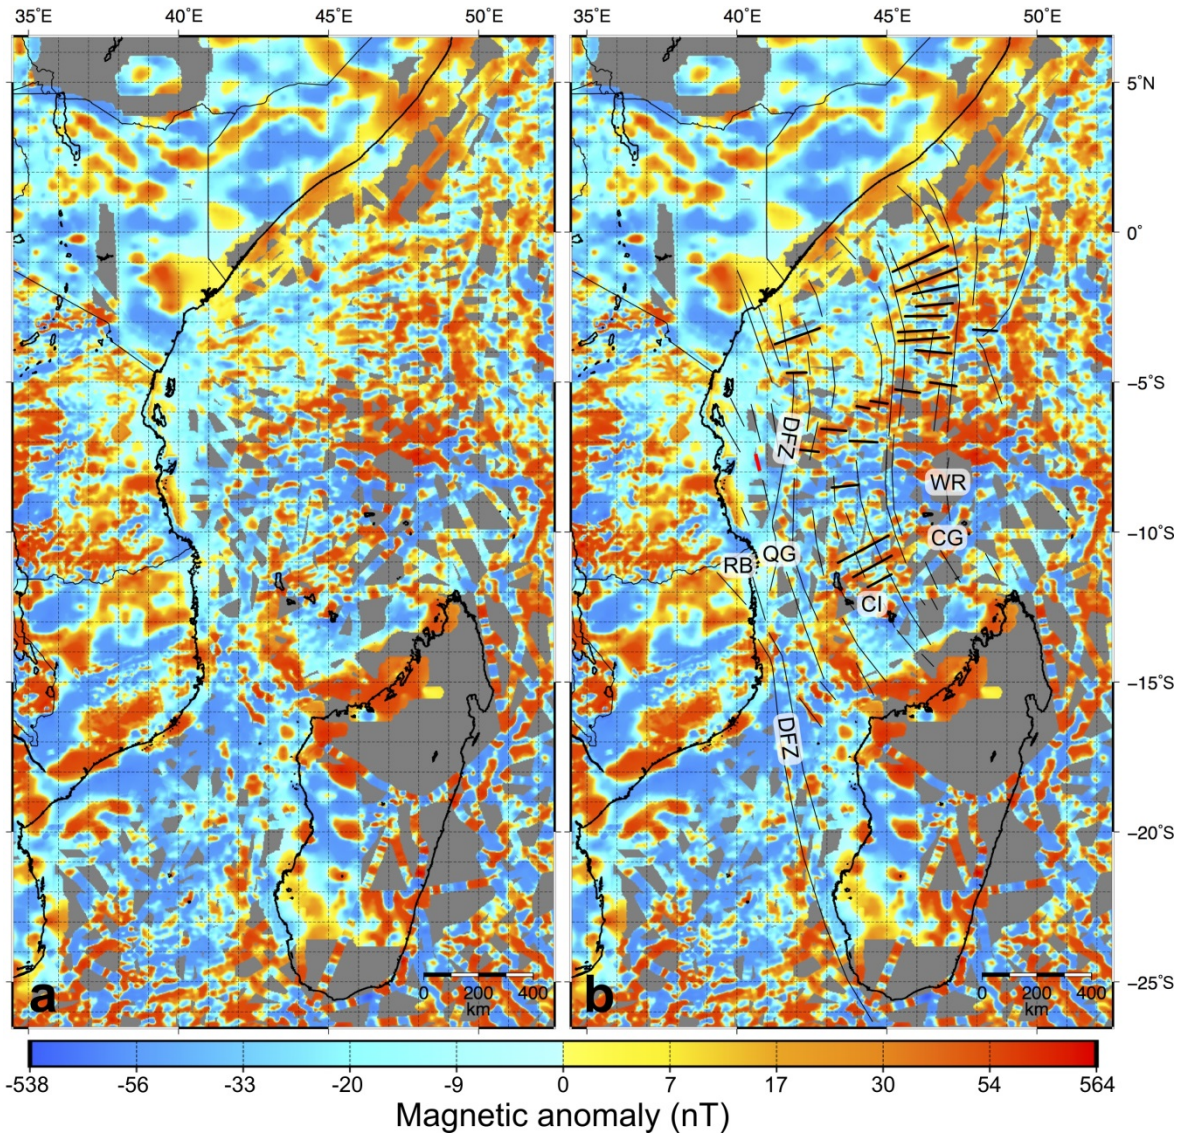 35°E 40°E 45°E 50°E 35°E 40°E 45°E 50°E
5°N
0°
−5°S
DFZ
WR
CG
−10°S
QG
RB
CI
−15°S
DFZ
−20°S
a b −25°S
0 200 400 0 200 400
km km
-538 -56 -33 -20 -9 0 7 17 30 54 564
Magnetic anomaly (nT)